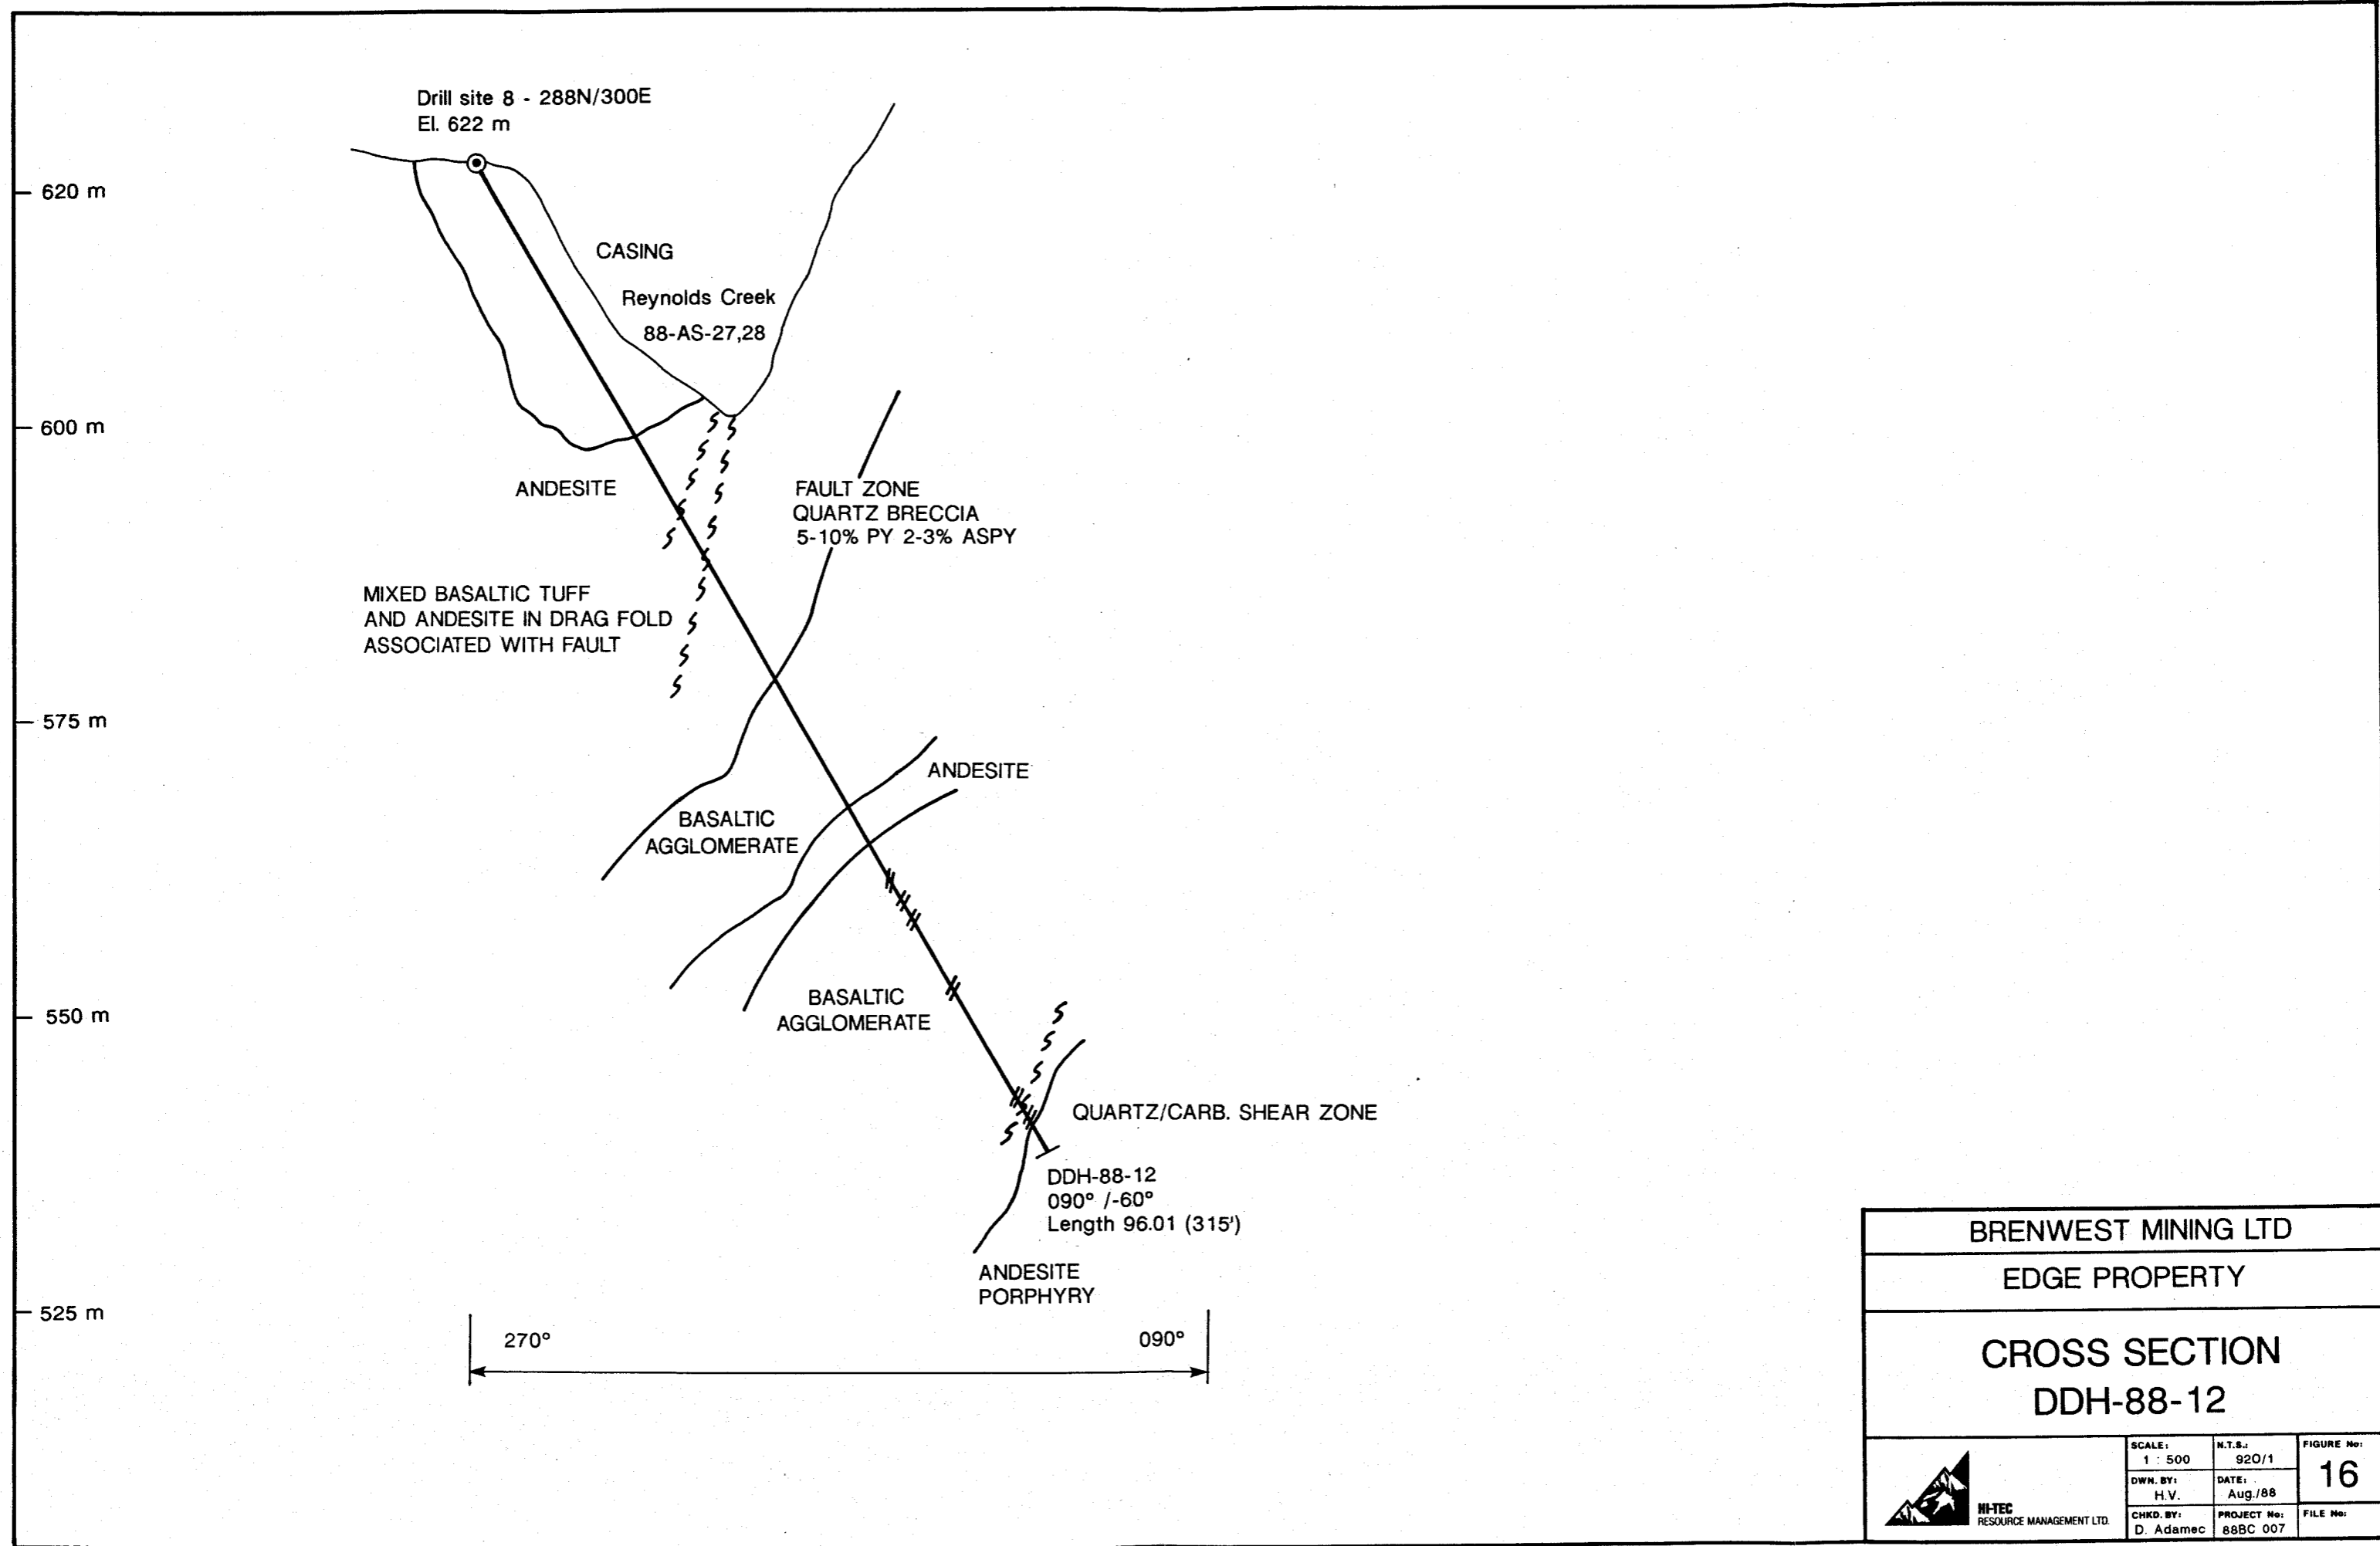 Drill site 8 - 288N/300E
El. 622 m
620 m
CASING
Reynolds Creek
88-AS-27,28
600 m
ANDESITE
FAULT ZONE
QUARTZ BRECCIA
5-10% PY 2-3% ASPY
MIXED BASALTIC TUFF
AND ANDESITE IN DRAG FOLD
ASSOCIATED WITH FAULT
575 m
ANDESITE
BASALTIC
AGGLOMERATE
BASALTIC
AGGLOMERATE
550 m
QUARTZ/CARB. SHEAR ZONE
DDH-88-12
090° /-60°
Length 96.01 (315')
ANDESITE
PORPHYRY
525 m
270°
090°
BRENWEST MINING LTD
EDGE PROPERTY
CROSS SECTION
DDH-88-12
HI-TEC
RESOURCE MANAGEMENT LTD.
SCALE:
1 : 500
N.T.S.:
920/1
FIGURE No:
16
DWN. BY:
H.V.
DATE:
Aug./88
CHKD. BY:
D. Adamec
PROJECT No:
88BC 007
FILE No: